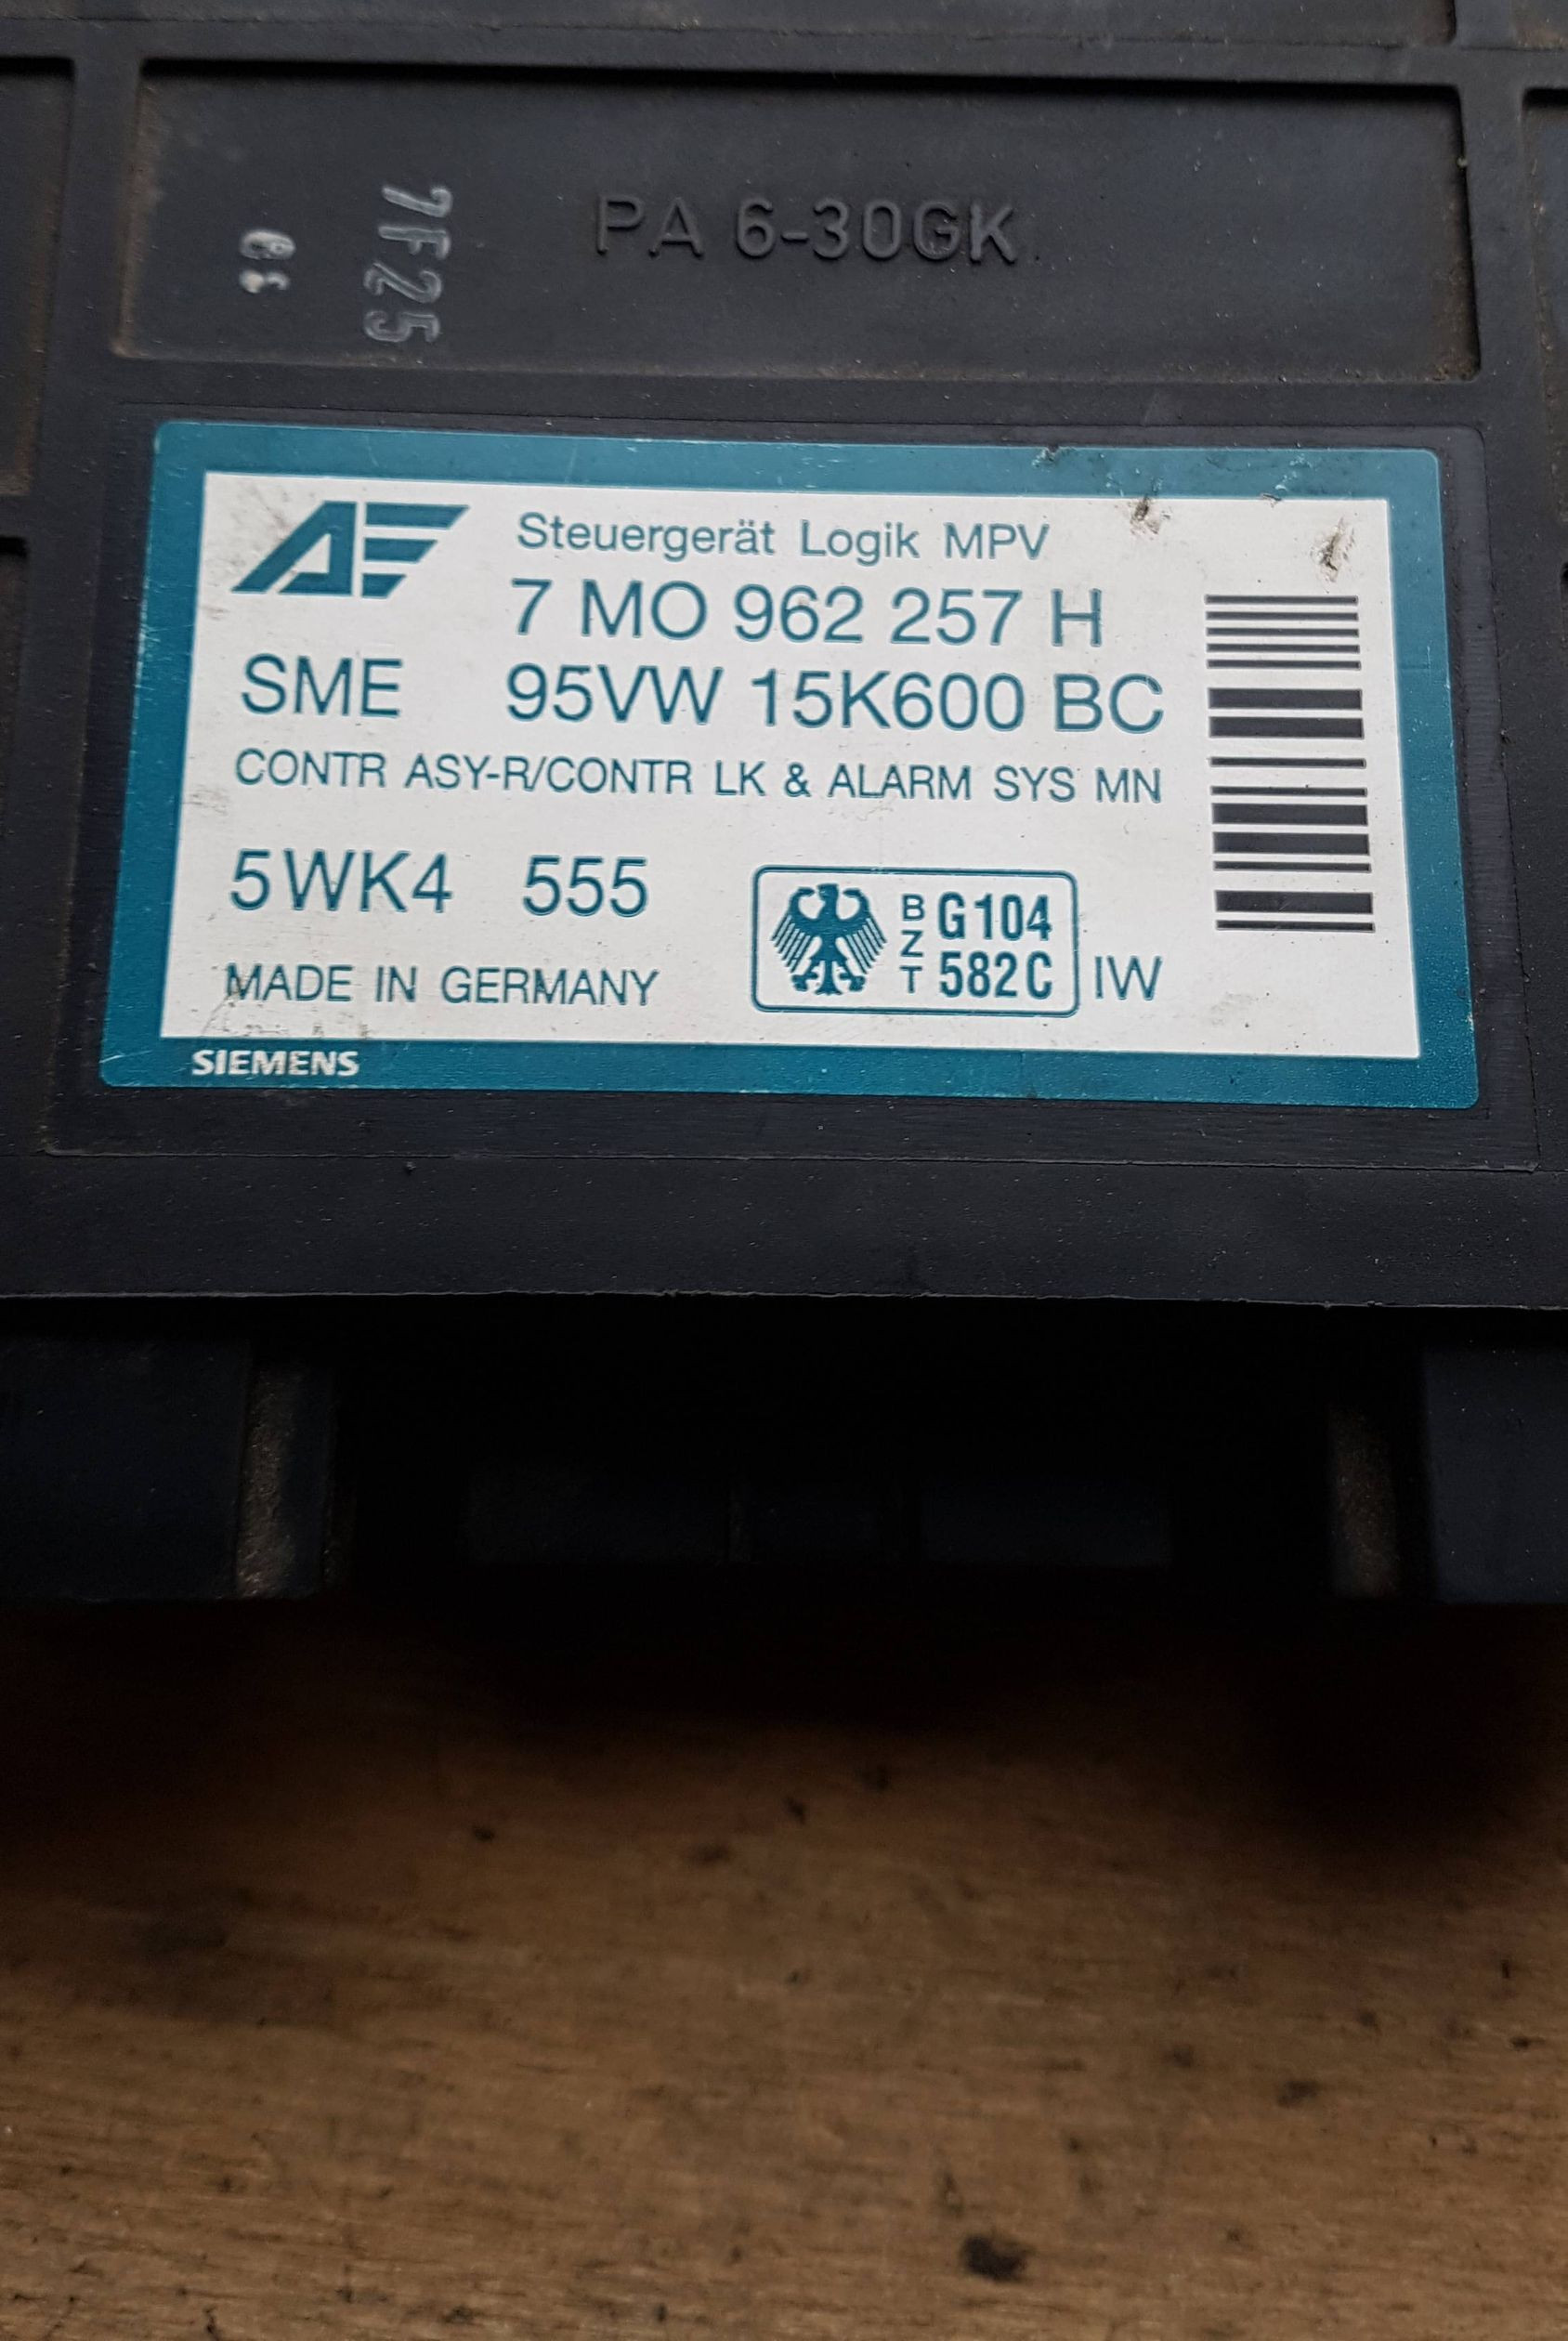 PA 6-30GK
7F25
Steuergerät Logik MPV
7 MO 962 257 H
SME 95VW 15K600 BC
CONTR ASY-R/CONTR LK & ALARM SYS MN
5WK4 555
BZT G104 582C IW
MADE IN GERMANY
SIEMENS